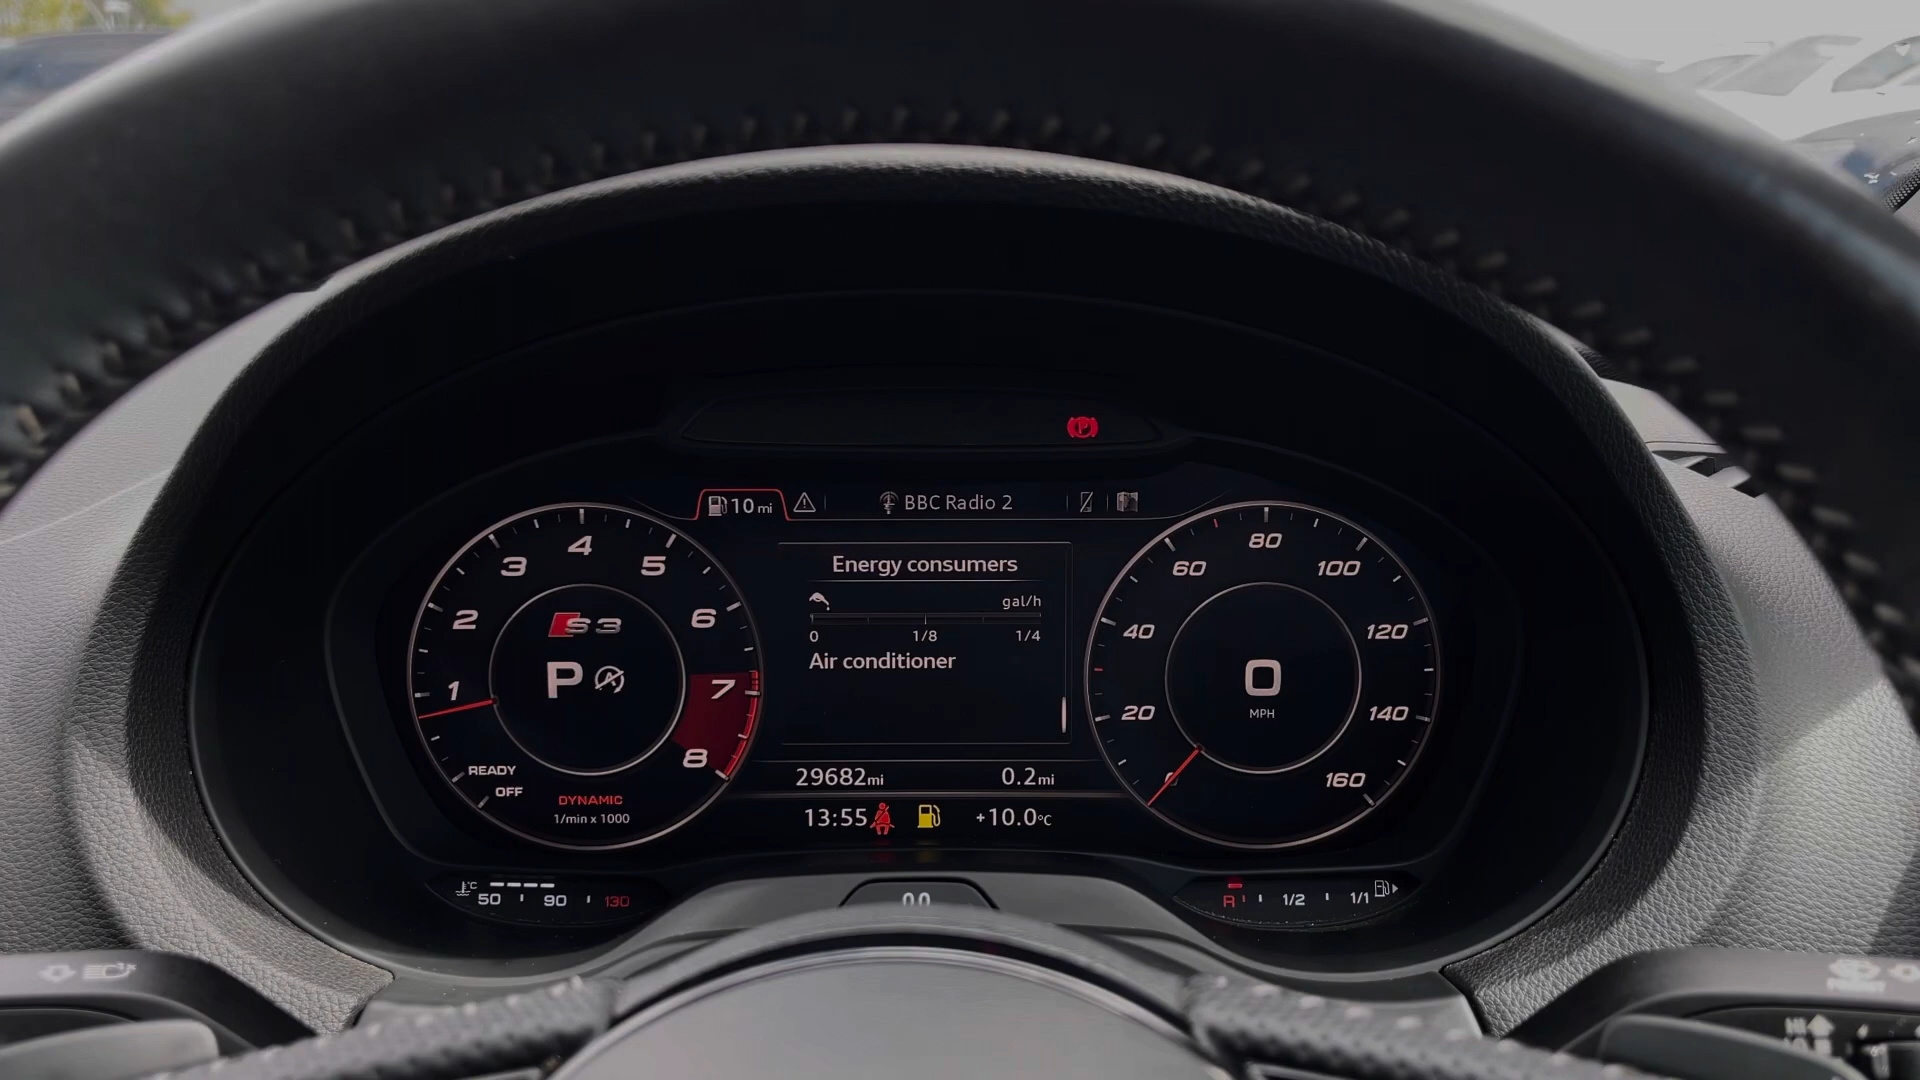 10 mi
BBC Radio 2
Energy consumers
gal/h
0 1/8 1/4
Air conditioner
29682mi 0.2mi
13:55 +10.0°C
S3
P A
1
2
3
4
5
6
7
8
READY
OFF
DYNAMIC
1/min x 1000
0
MPH
20
40
60
80
100
120
140
160
P
°C
50 90 130
R 1/2 1/1
0.0